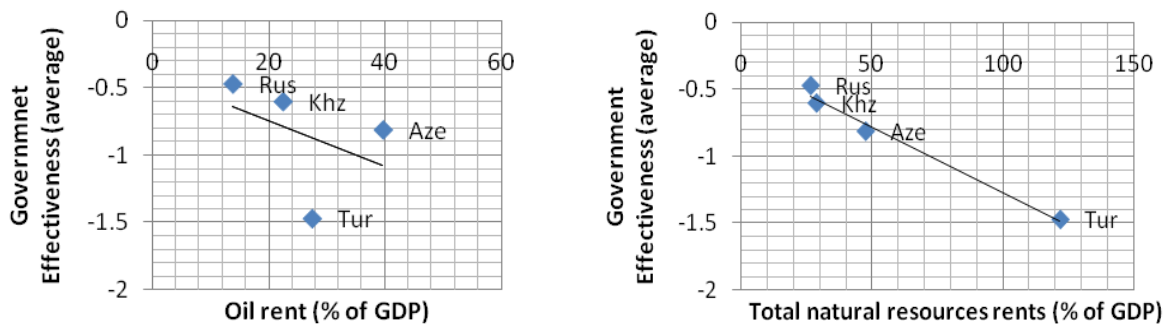 0
0 20 40 60
-0.5
-1
-1.5
-2
Rus
Khz
Aze
Tur
Governmnet
Effectiveness (average)
Oil rent (% of GDP)
0
0 50 100 150
-0.5
-1
-1.5
-2
Rus
Khz
Aze
Tur
Government
Effectiveness (average)
Total natural resources rents (% of GDP)